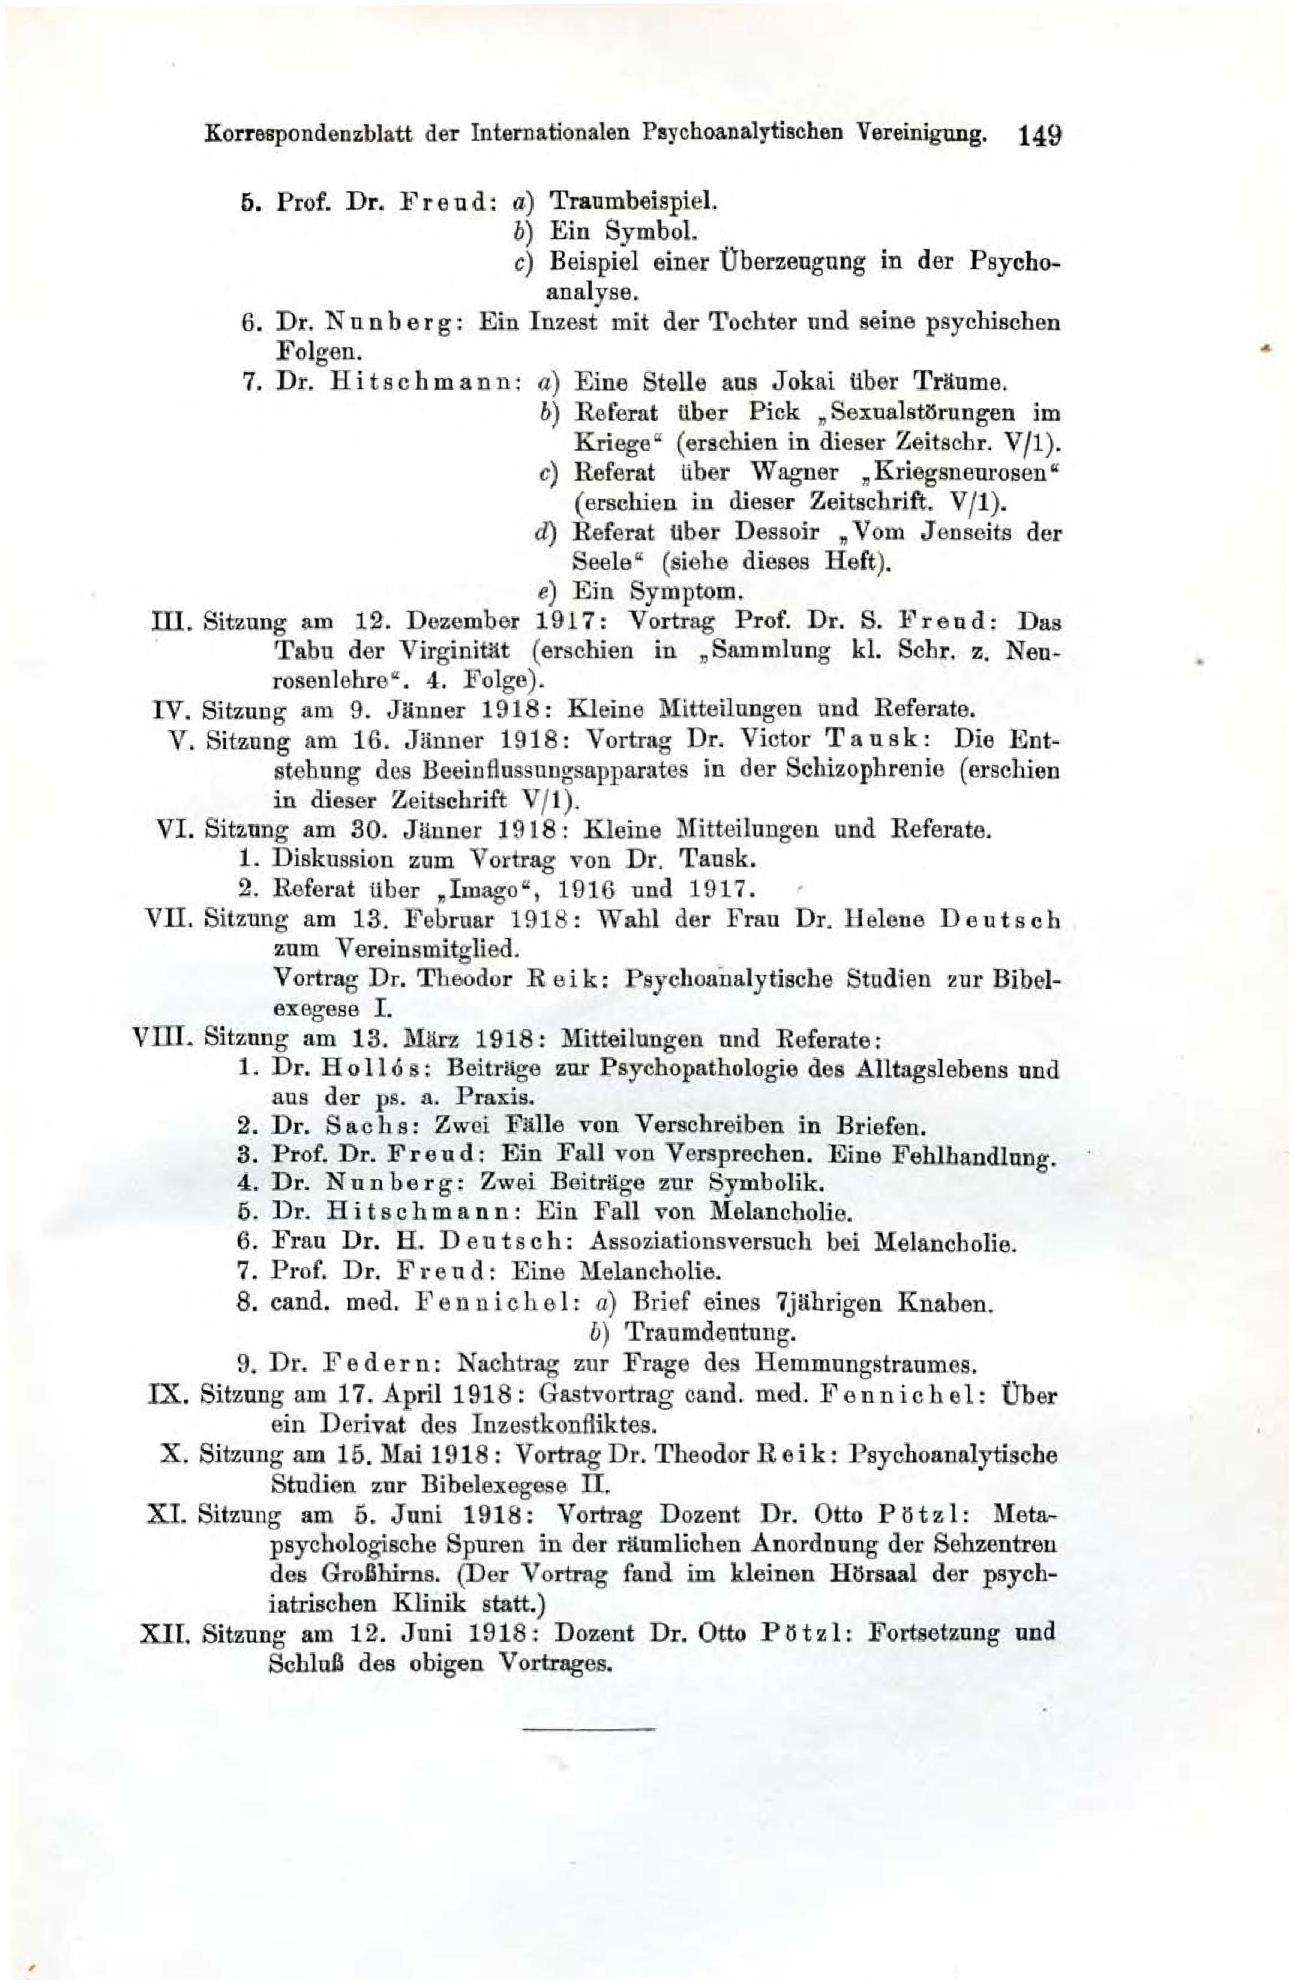 Korrespondenzblatt der Internationalen Psychoanalytischen Vereinigung. 149
5. Prof. Dr. Freud: a) Traumbeispiel.
b) Ein Symbol.
c) Beispiel einer Überzeugung in der Psycho-
analyse.
6. Dr. Nunberg: Ein Inzest mit der Tochter und seine psychischen
Folgen.
7. Dr. Hitschmann: a) Eine Stelle aus Jokai über Träume.
b) Referat über Pick „Sexualstörungen im
Kriege“ (erschien in dieser Zeitschr. V/1).
c) Referat über Wagner „Kriegsneurosen“
(erschien in dieser Zeitschrift. V/1).
d) Referat über Dessoir „Vom Jenseits der
Seele“ (siehe dieses Heft).
e) Ein Symptom.
III. Sitzung am 12. Dezember 1917: Vortrag Prof. Dr. S. Freud: Das
Tabu der Virginität (erschien in „Sammlung kl. Schr. z. Neu-
rosenlehre“. 4. Folge).
IV. Sitzung am 9. Jänner 1918: Kleine Mitteilungen und Referate.
V. Sitzung am 16. Jänner 1918: Vortrag Dr. Victor Tausk: Die Ent-
stehung des Beeinflussungsapparates in der Schizophrenie (erschien
in dieser Zeitschrift V/1).
VI. Sitzung am 30. Jänner 1918: Kleine Mitteilungen und Referate.
1. Diskussion zum Vortrag von Dr. Tausk.
2. Referat über „Imago“, 1916 und 1917.
VII. Sitzung am 13. Februar 1918: Wahl der Frau Dr. Helene Deutsch
zum Vereinsmitglied.
Vortrag Dr. Theodor Reik: Psychoanalytische Studien zur Bibel-
exegese I.
VIII. Sitzung am 13. März 1918: Mitteilungen und Referate:
1. Dr. Hollós: Beiträge zur Psychopathologie des Alltagslebens und
aus der ps. a. Praxis.
2. Dr. Sachs: Zwei Fälle von Verschreiben in Briefen.
3. Prof. Dr. Freud: Ein Fall von Versprechen. Eine Fehlhandlung.
4. Dr. Nunberg: Zwei Beiträge zur Symbolik.
5. Dr. Hitschmann: Ein Fall von Melancholie.
6. Frau Dr. H. Deutsch: Assoziationsversuch bei Melancholie.
7. Prof. Dr. Freud: Eine Melancholie.
8. cand. med. Fennichel: a) Brief eines 7jährigen Knaben.
b) Traumdeutung.
9. Dr. Federn: Nachtrag zur Frage des Hemmungstraumes.
IX. Sitzung am 17. April 1918: Gastvortrag cand. med. Fennichel: Über
ein Derivat des Inzestkonfliktes.
X. Sitzung am 15. Mai 1918: Vortrag Dr. Theodor Reik: Psychoanalytische
Studien zur Bibelexegese II.
XI. Sitzung am 5. Juni 1918: Vortrag Dozent Dr. Otto Pötzl: Meta-
psychologische Spuren in der räumlichen Anordnung der Sehzentren
des Großhirns. (Der Vortrag fand im kleinen Hörsaal der psych-
iatrischen Klinik statt.)
XII. Sitzung am 12. Juni 1918: Dozent Dr. Otto Pötzl: Fortsetzung und
Schluß des obigen Vortrages.